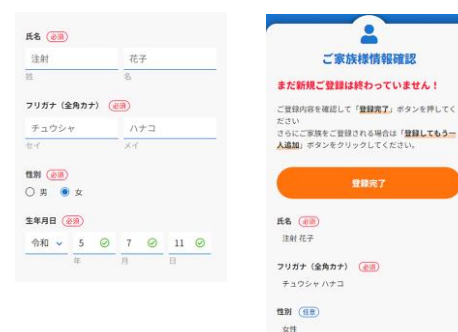 氏名 必須
注射 花子
姓 名
フリガナ（全角カナ） 必須
チュウシャ ハナコ
セイ メイ
性別 必須
男 女
生年月日 必須
令和 5 7 11
年 月 日
ご家族様情報確認
まだ新規ご登録は終わっていません！
ご登録内容を確認して「登録完了」ボタンを押してく
ださい
さらにご家族をご登録される場合は「登録してもう一
人追加」ボタンをクリックしてください。
登録完了
氏名 必須
注射 花子
フリガナ（全角カナ） 必須
チュウシャ ハナコ
性別 任意
女性